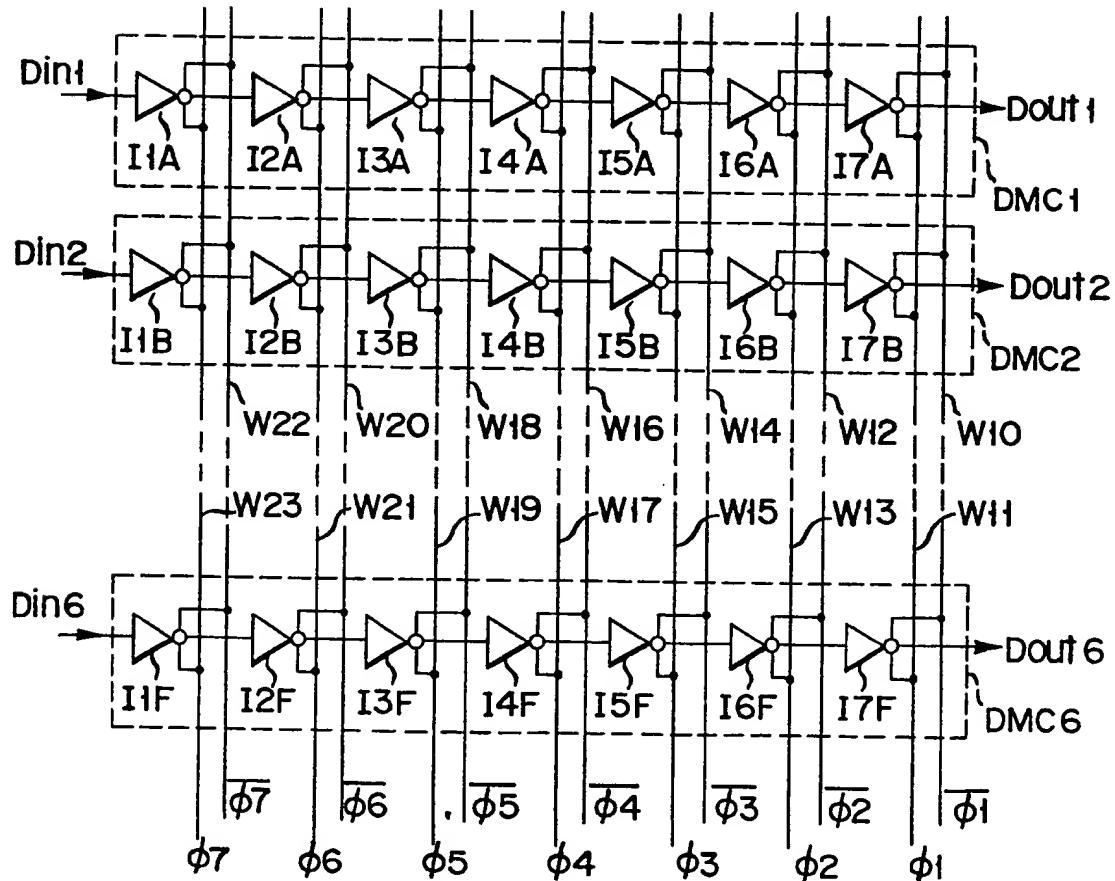 Din1
Dout1
I1A I2A I3A I4A I5A I6A I7A
DMC1
Din2
Dout2
I1B I2B I3B I4B I5B I6B I7B
DMC2
W22 W20 W18 W16 W14 W12 W10
W23 W21 W19 W17 W15 W13 W11
Din6
Dout6
I1F I2F I3F I4F I5F I6F I7F
DMC6
φ̅7̅ φ̅6̅ φ̅5̅ φ̅4̅ φ̅3̅ φ̅2̅ φ̅1̅
φ7 φ6 φ5 φ4 φ3 φ2 φ1